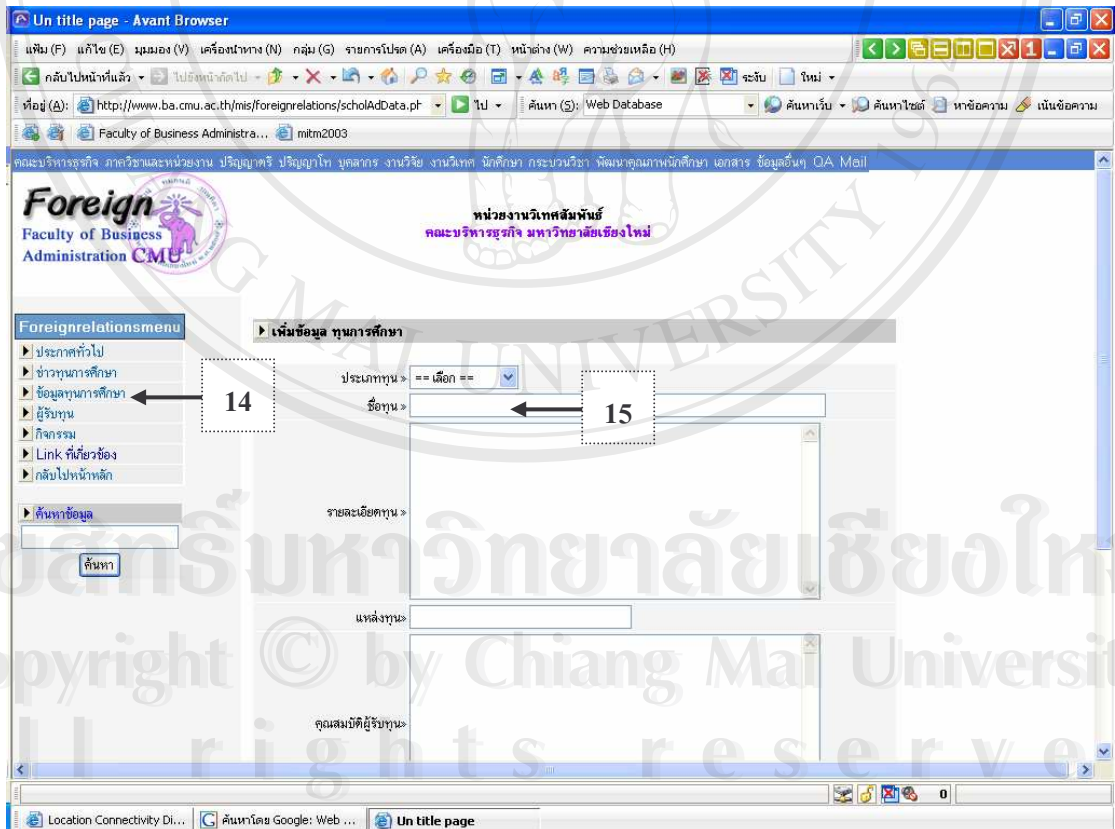 Un title page - Avant Browser
แฟ้ม (F) แก้ไข (E) มุมมอง (V) เครื่องนำทาง (N) กลุ่ม (G) รายการโปรด (A) เครื่องมือ (T) หน้าต่าง (W) ความช่วยเหลือ (H)
กลับไปหน้าที่แล้ว ไปยังหน้าถัดไป ระงับ ใหม่
ที่อยู่ (A): http://www.ba.cmu.ac.th/mis/foreignrelations/scholAdData.ph ไป ค้นหา (S): Web Database ค้นหาเว็บ ค้นหาไซต์ หาข้อความ เน้นข้อความ
Faculty of Business Administra... mitm2003
คณะบริหารธุรกิจ ภาควิชาและหน่วยงาน ปริญญาตรี ปริญญาโท บุคลากร งานวิจัย งานวิเทศ นักศึกษา กระบวนวิชา พัฒนาคุณภาพนักศึกษา เอกสาร ข้อมูลอื่นๆ QA Mail
Foreign
Faculty of Business
Administration CMU
หน่วยงานวิเทศสัมพันธ์
คณะบริหารธุรกิจ มหาวิทยาลัยเชียงใหม่
Foreignrelationsmenu
ประกาศทั่วไป
ข่าวทุนการศึกษา
ข้อมูลทุนการศึกษา
ผู้รับทุน
กิจกรรม
Link ที่เกี่ยวข้อง
กลับไปหน้าหลัก
ค้นหาข้อมูล
ค้นหา
14
เพิ่มข้อมูล ทุนการศึกษา
ประเภททุน » == เลือก ==
ชื่อทุน »
15
รายละเอียดทุน »
แหล่งทุน»
คุณสมบัติผู้รับทุน»
0
Location Connectivity Di... ค้นหาโดย Google: Web ... Un title page
G MAI UNIVERSITY
มหาวิทยาลัยเชียงให
opyright © by Chiang Mai Universit
l l rights reserve